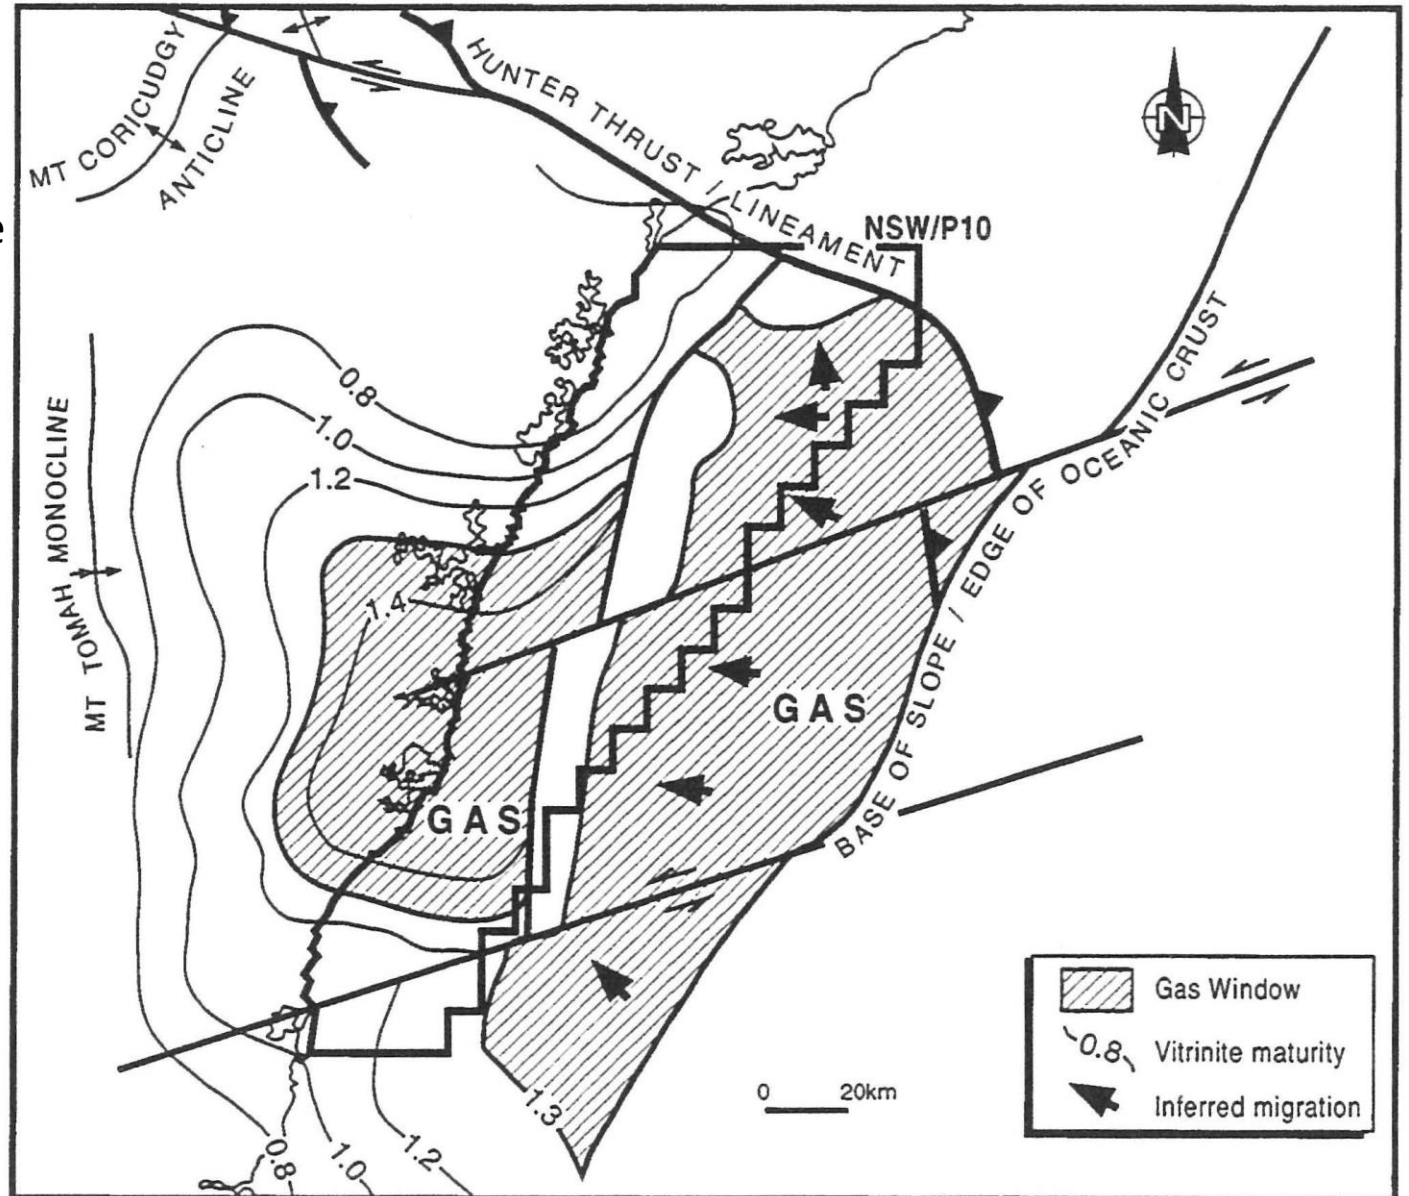 MT CORICUDGY
ANTICLINE
HUNTER THRUST / LINEAMENT
N
NSW/P10
MT TOMAH MONOCLINE
0.8
1.0
1.2
1.4
GAS
GAS
BASE OF SLOPE / EDGE OF OCEANIC CRUST
1.3
0.8
1.0
1.2
0 20km
Gas Window
0.8 Vitrinite maturity
Inferred migration